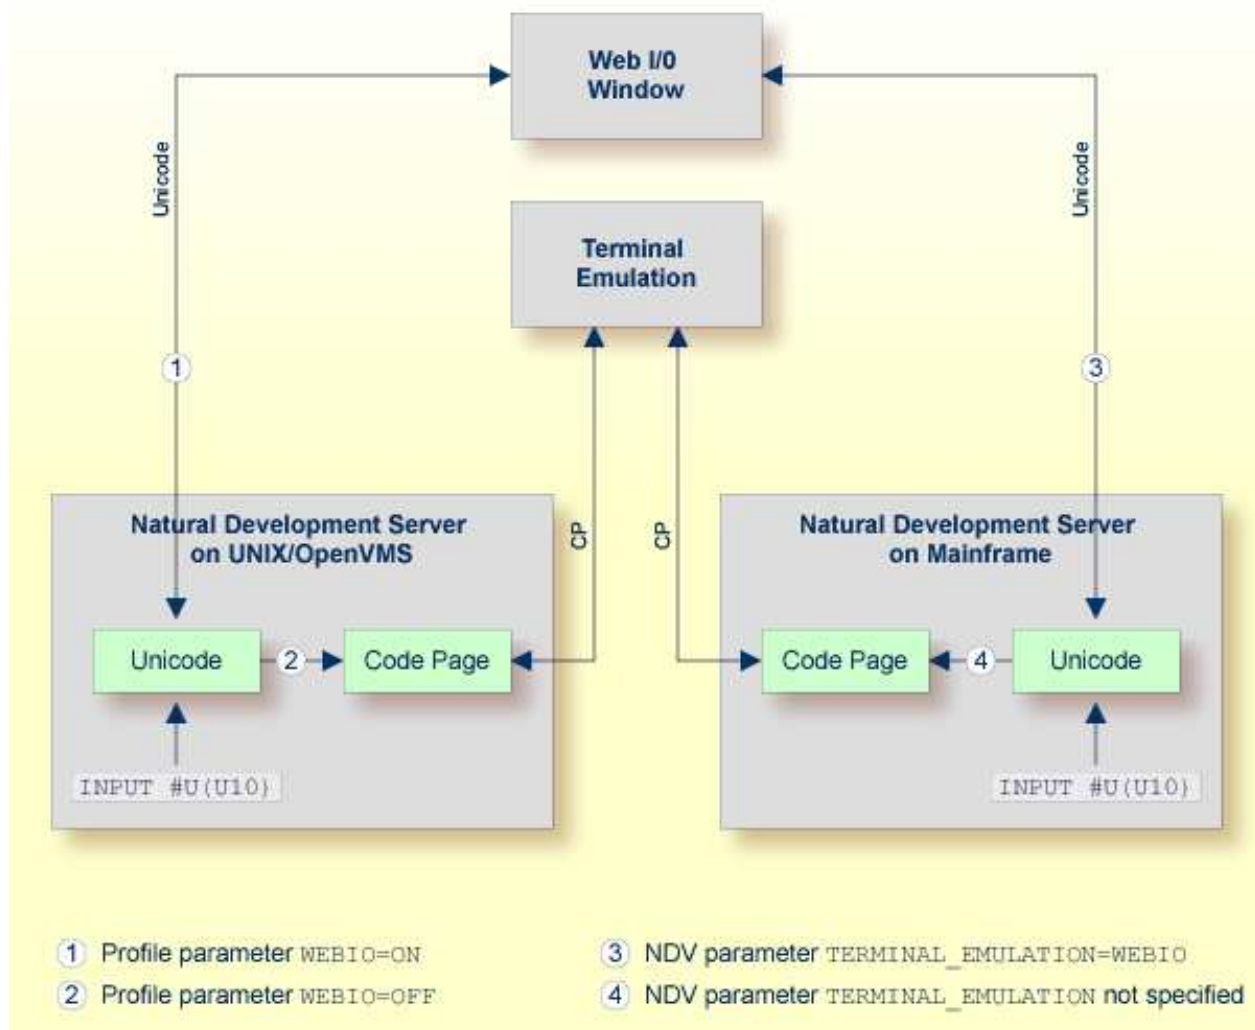 Web I/0
Window
Unicode
Unicode
Terminal
Emulation
1
3
Natural Development Server
on UNIX/OpenVMS
CP
CP
Natural Development Server
on Mainframe
Unicode
2
Code Page
Code Page
4
Unicode
INPUT #U(U10)
INPUT #U(U10)
1 Profile parameter WEBIO=ON
2 Profile parameter WEBIO=OFF
3 NDV parameter TERMINAL_EMULATION=WEBIO
4 NDV parameter TERMINAL_EMULATION not specified